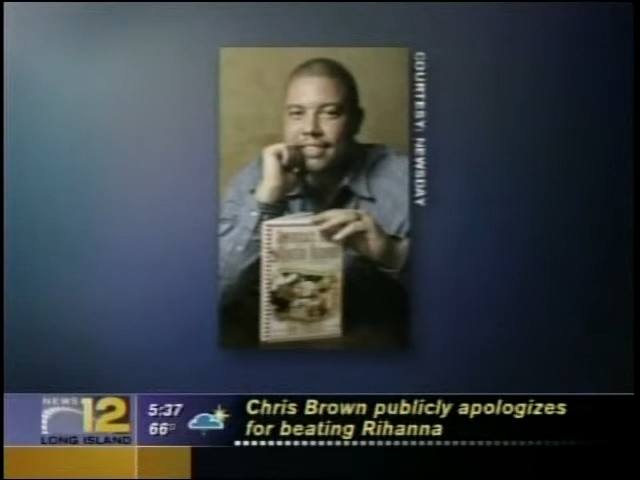 COURTESY: NEWSDAY
NEWS
12
LONG ISLAND
5:37
66°
Chris Brown publicly apologizes
for beating Rihanna